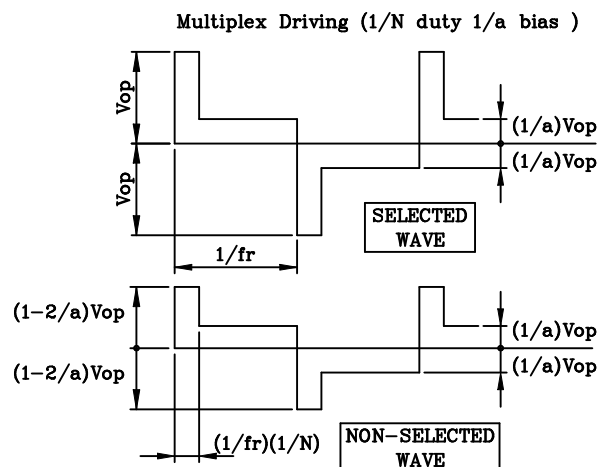 Multiplex Driving (1/N duty 1/a bias )
Vop
(1/a)Vop
(1/a)Vop
Vop
SELECTED
WAVE
1/fr
(1-2/a)Vop
(1/a)Vop
(1-2/a)Vop
(1/a)Vop
(1/fr)(1/N)
NON-SELECTED
WAVE